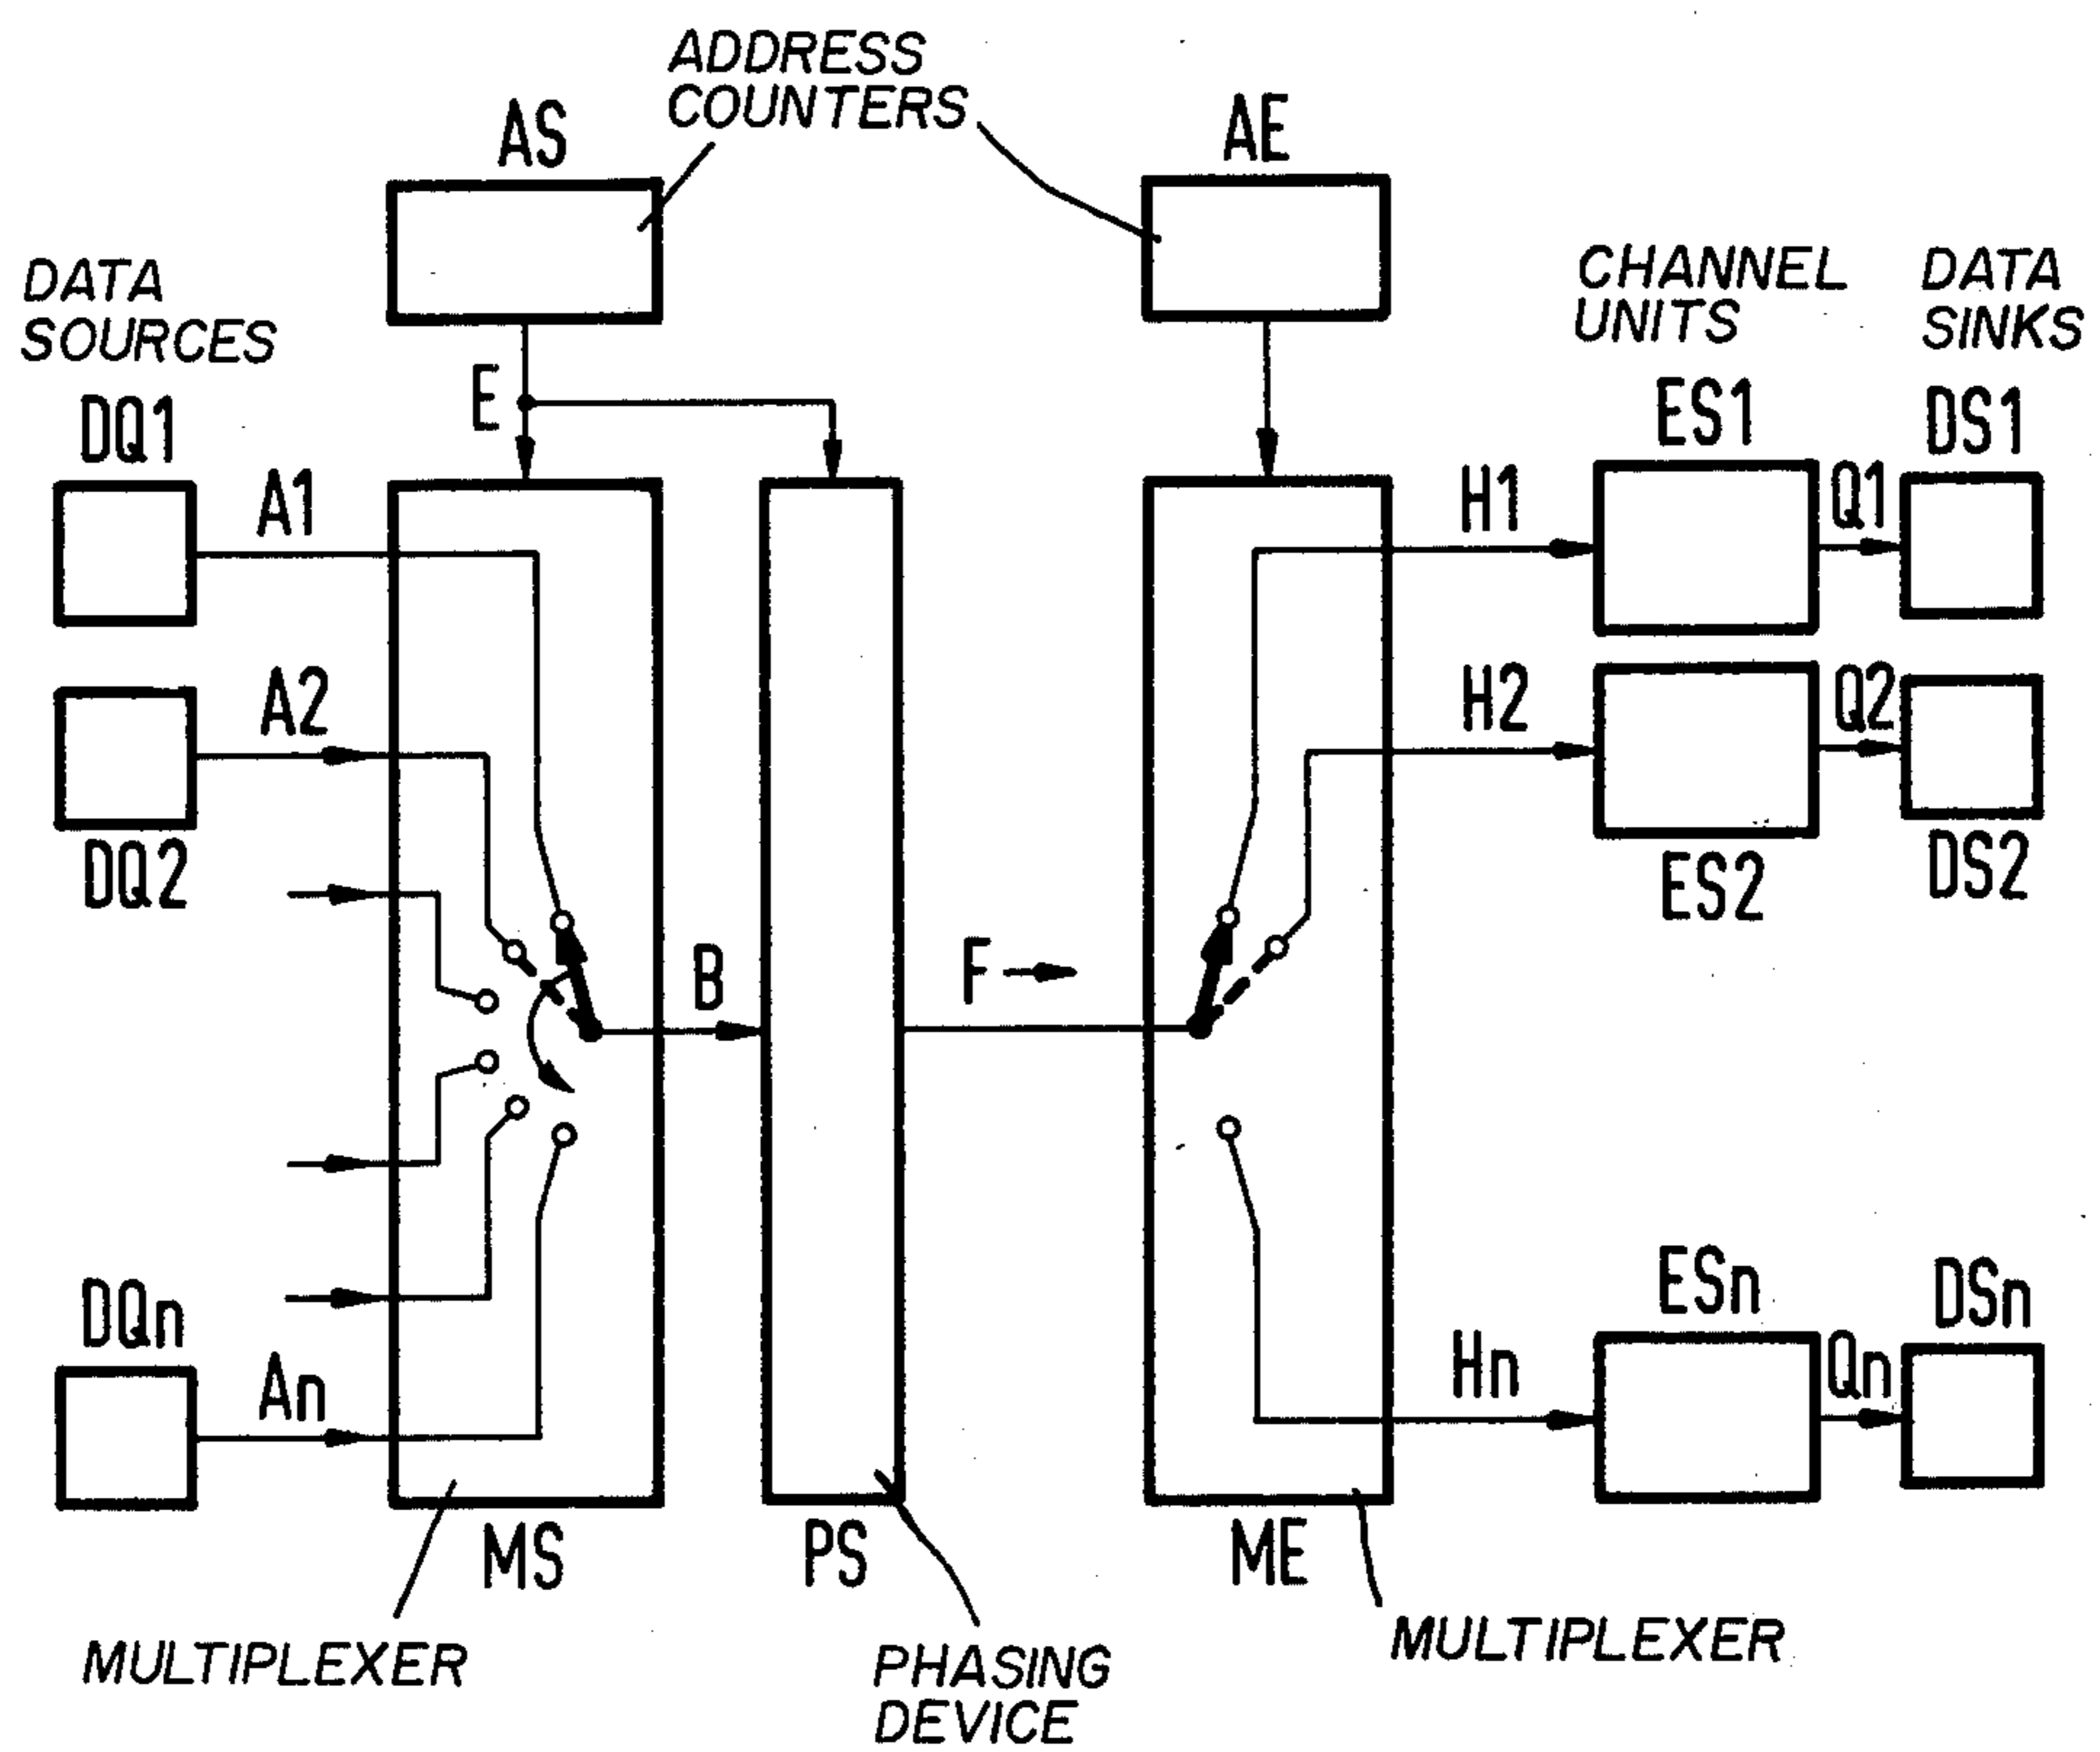 ADDRESS
COUNTERS
AS
AE
DATA
SOURCES
CHANNEL
UNITS
DATA
SINKS
E
DQ1
A1
H1
ES1
Q1
DS1
A2
DQ2
H2
ES2
Q2
DS2
B
F
DQn
An
Hn
ESn
Qn
DSn
MS
PS
ME
MULTIPLEXER
PHASING
DEVICE
MULTIPLEXER